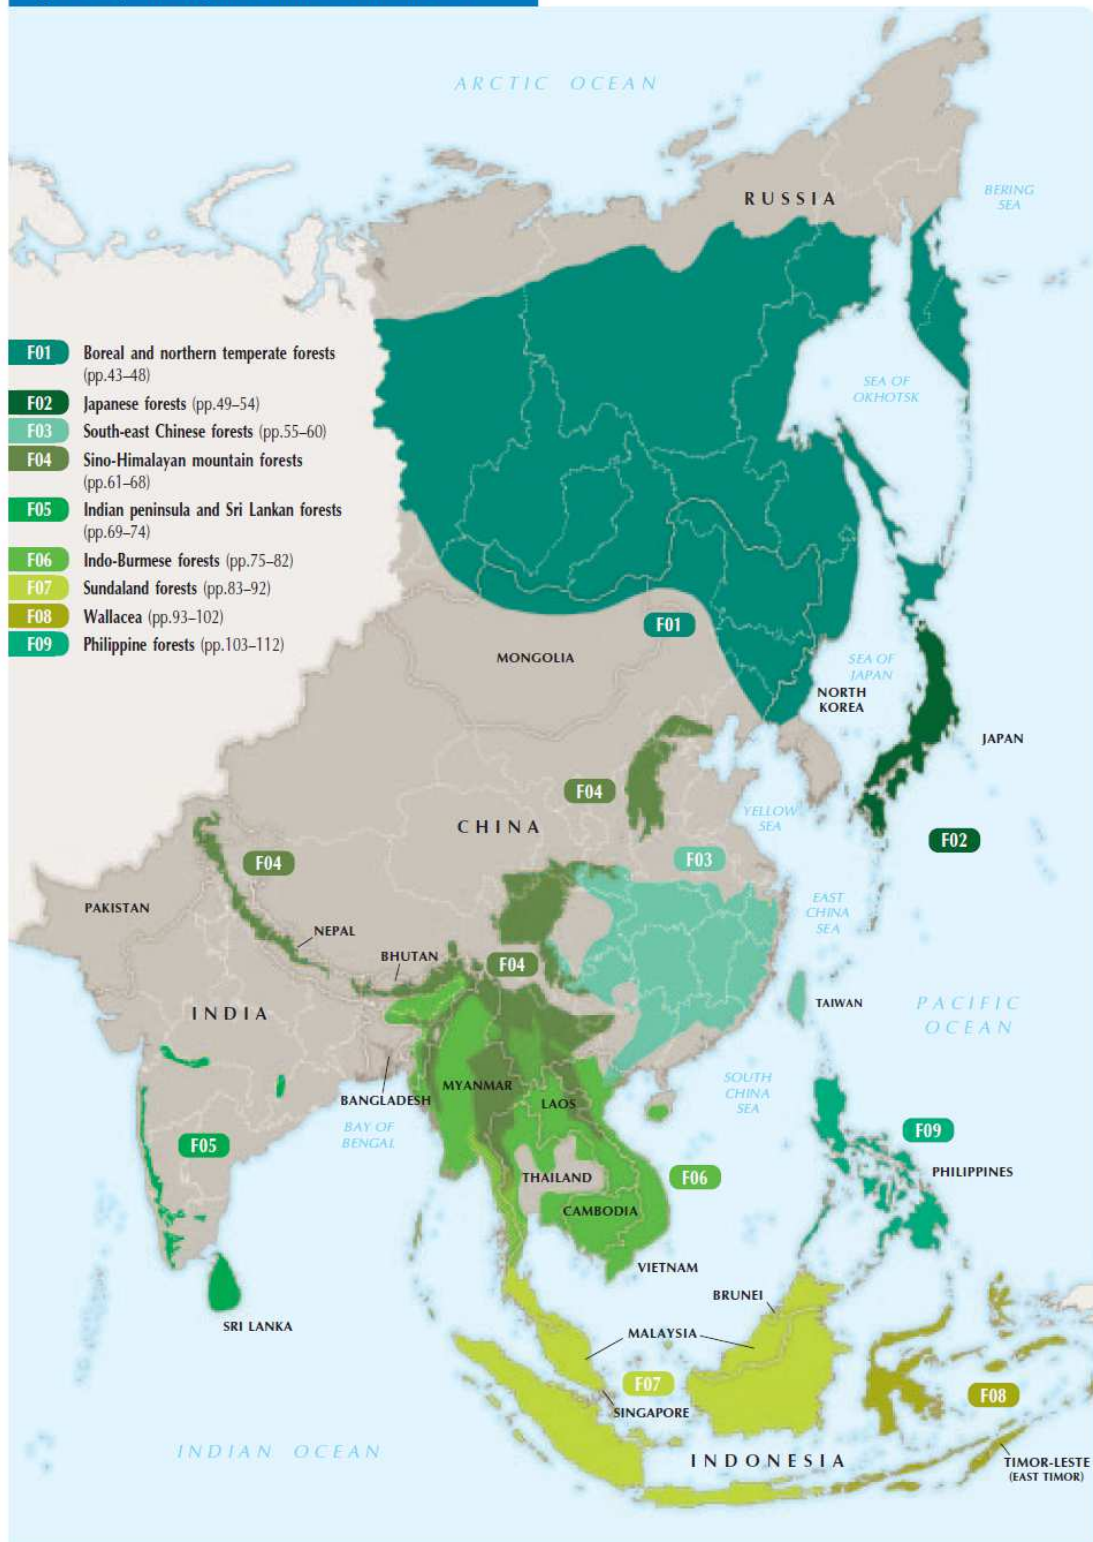 ARCTIC OCEAN
RUSSIA
BERING
SEA
F01 Boreal and northern temperate forests
(pp.43–48)
F02 Japanese forests (pp.49–54)
F03 South-east Chinese forests (pp.55–60)
F04 Sino-Himalayan mountain forests
(pp.61–68)
F05 Indian peninsula and Sri Lankan forests
(pp.69–74)
F06 Indo-Burmese forests (pp.75–82)
F07 Sundaland forests (pp.83–92)
F08 Wallacea (pp.93–102)
F09 Philippine forests (pp.103–112)
SEA OF
OKHOTSK
F01
MONGOLIA
SEA OF
JAPAN
NORTH
KOREA
JAPAN
F04
YELLOW
SEA
CHINA
F02
F03
F04
PAKISTAN
EAST
CHINA
SEA
NEPAL
BHUTAN
F04
INDIA
TAIWAN
PACIFIC
OCEAN
MYANMAR
BANGLADESH
LAOS
SOUTH
CHINA
SEA
BAY OF
BENGAL
F05
F09
PHILIPPINES
THAILAND
F06
CAMBODIA
VIETNAM
BRUNEI
SRI LANKA
MALAYSIA
F07
F08
SINGAPORE
INDIAN OCEAN
INDONESIA
TIMOR-LESTE
(EAST TIMOR)